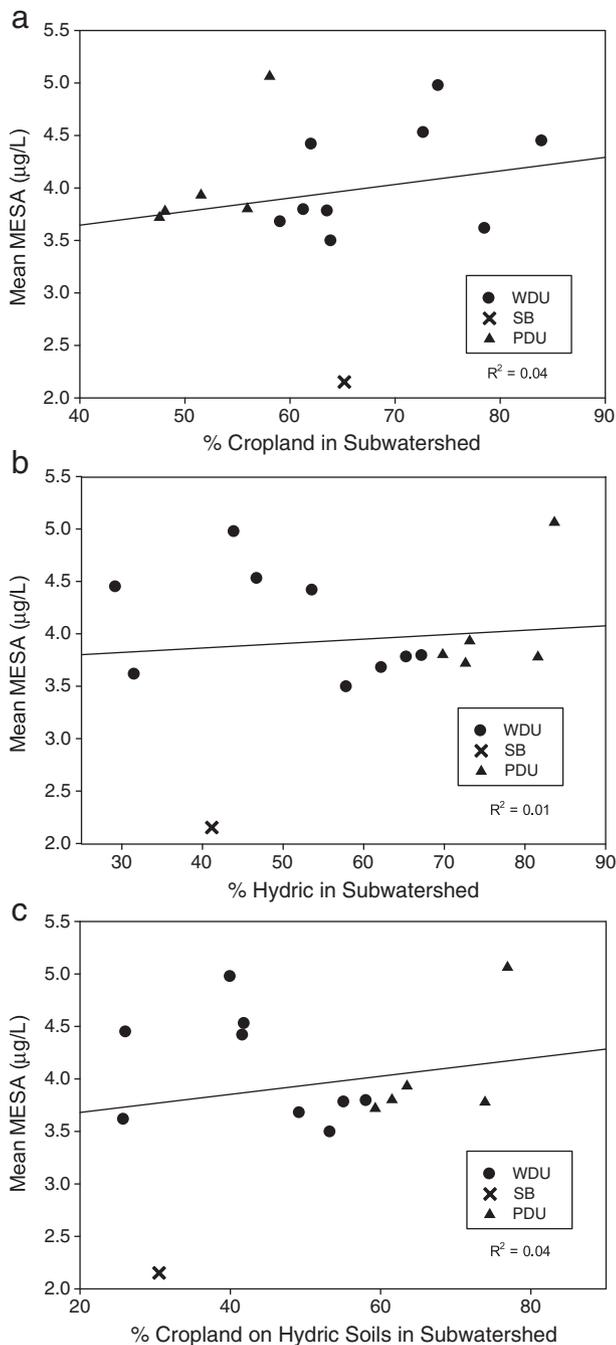 a
5.5
5.0
4.5
4.0
3.5
3.0
2.5
2.0
Mean MESA (µg/L)
WDU
SB
PDU
R² = 0.04
40 50 60 70 80 90
% Cropland in Subwatershed
b
5.5
5.0
4.5
4.0
3.5
3.0
2.5
2.0
Mean MESA (µg/L)
WDU
SB
PDU
R² = 0.01
30 40 50 60 70 80 90
% Hydric in Subwatershed
c
5.5
5.0
4.5
4.0
3.5
3.0
2.5
2.0
Mean MESA (µg/L)
WDU
SB
PDU
R² = 0.04
20 40 60 80
% Cropland on Hydric Soils in Subwatershed